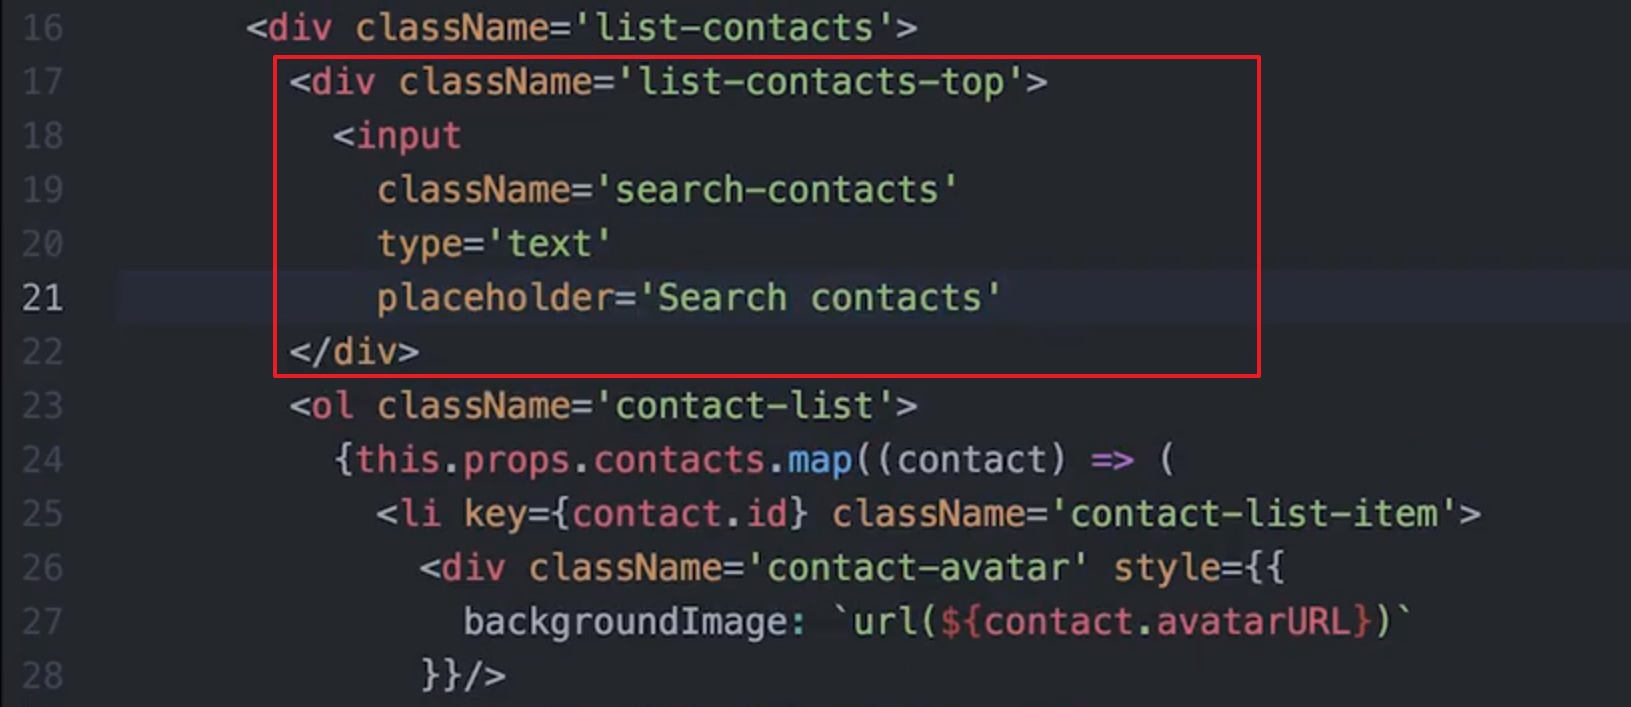 16 <div className='list-contacts'>
17 <div className='list-contacts-top'>
18 <input
19 className='search-contacts'
20 type='text'
21 placeholder='Search contacts'
22 </div>
23 <ol className='contact-list'>
24 {this.props.contacts.map((contact) => (
25 <li key={contact.id} className='contact-list-item'>
26 <div className='contact-avatar' style={{
27 backgroundImage: `url(${contact.avatarURL})`
28 }}/>